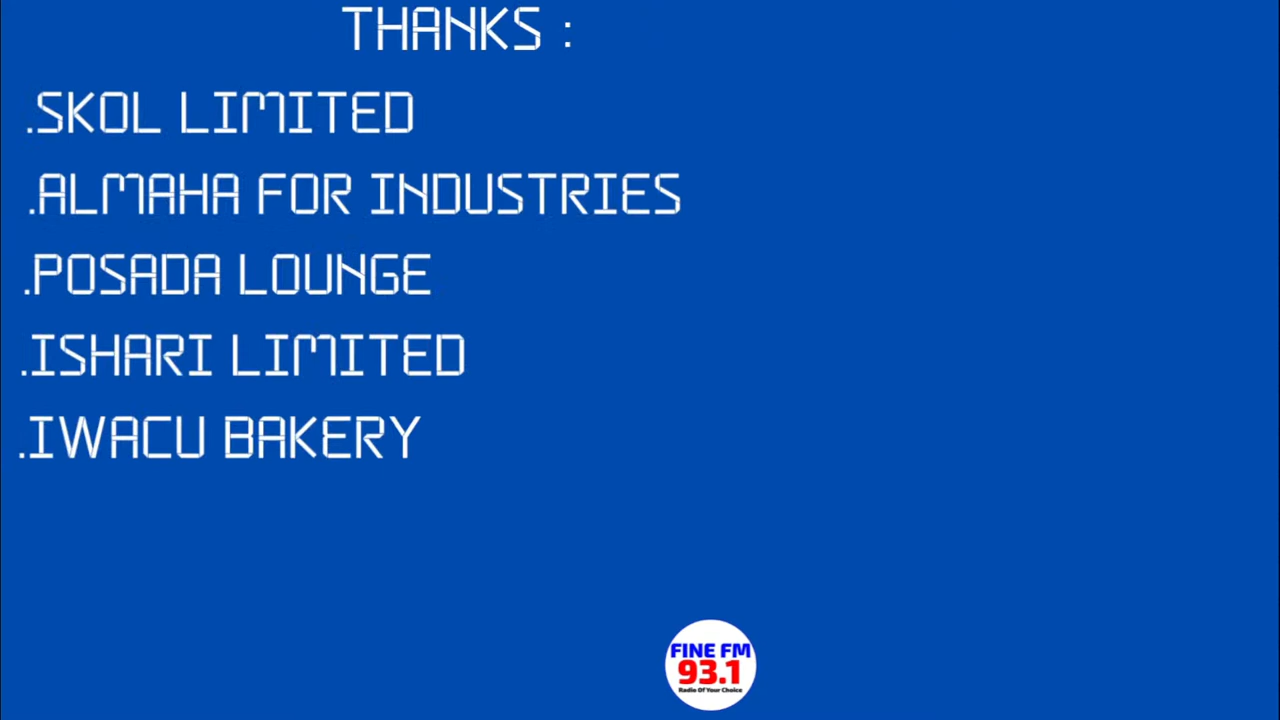 THANKS :
.SKOL LIMITED
.ALMAHA FOR INDUSTRIES
.POSADA LOUNGE
.ISHARI LIMITED
.IWACU BAKERY
FINE FM
93.1
Radio Of Your Choice